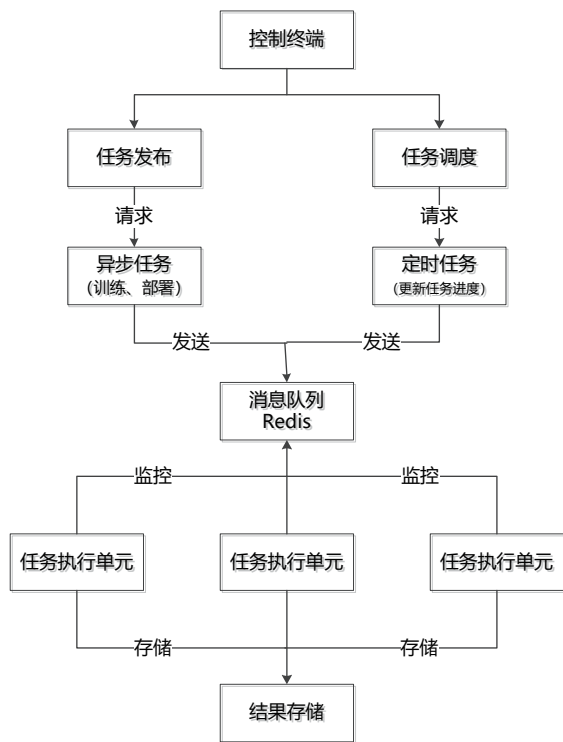 控制终端
任务发布
任务调度
请求
请求
异步任务
（训练、部署）
定时任务
（更新任务进度）
发送
发送
消息队列
Redis
监控
监控
任务执行单元
任务执行单元
任务执行单元
存储
存储
结果存储